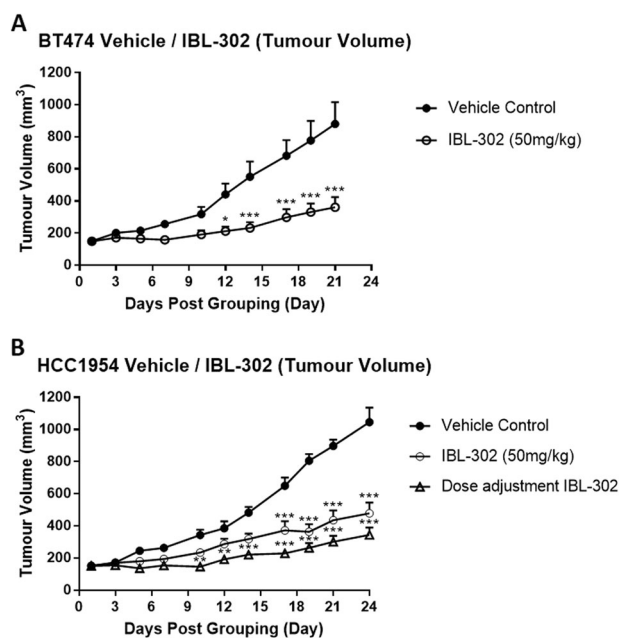 A
BT474 Vehicle / IBL-302 (Tumour Volume)
1200
1000
800
600
400
200
0
Tumour Volume (mm³)
* *** *** *** ***
0 3 6 9 12 15 18 21 24
Days Post Grouping (Day)
Vehicle Control
IBL-302 (50mg/kg)
B
HCC1954 Vehicle / IBL-302 (Tumour Volume)
1200
1000
800
600
400
200
0
Tumour Volume (mm³)
*** *** *** ***
** ** *** *** *** *** ***
0 3 6 9 12 15 18 21 24
Days Post Grouping (Day)
Vehicle Control
IBL-302 (50mg/kg)
Dose adjustment IBL-302